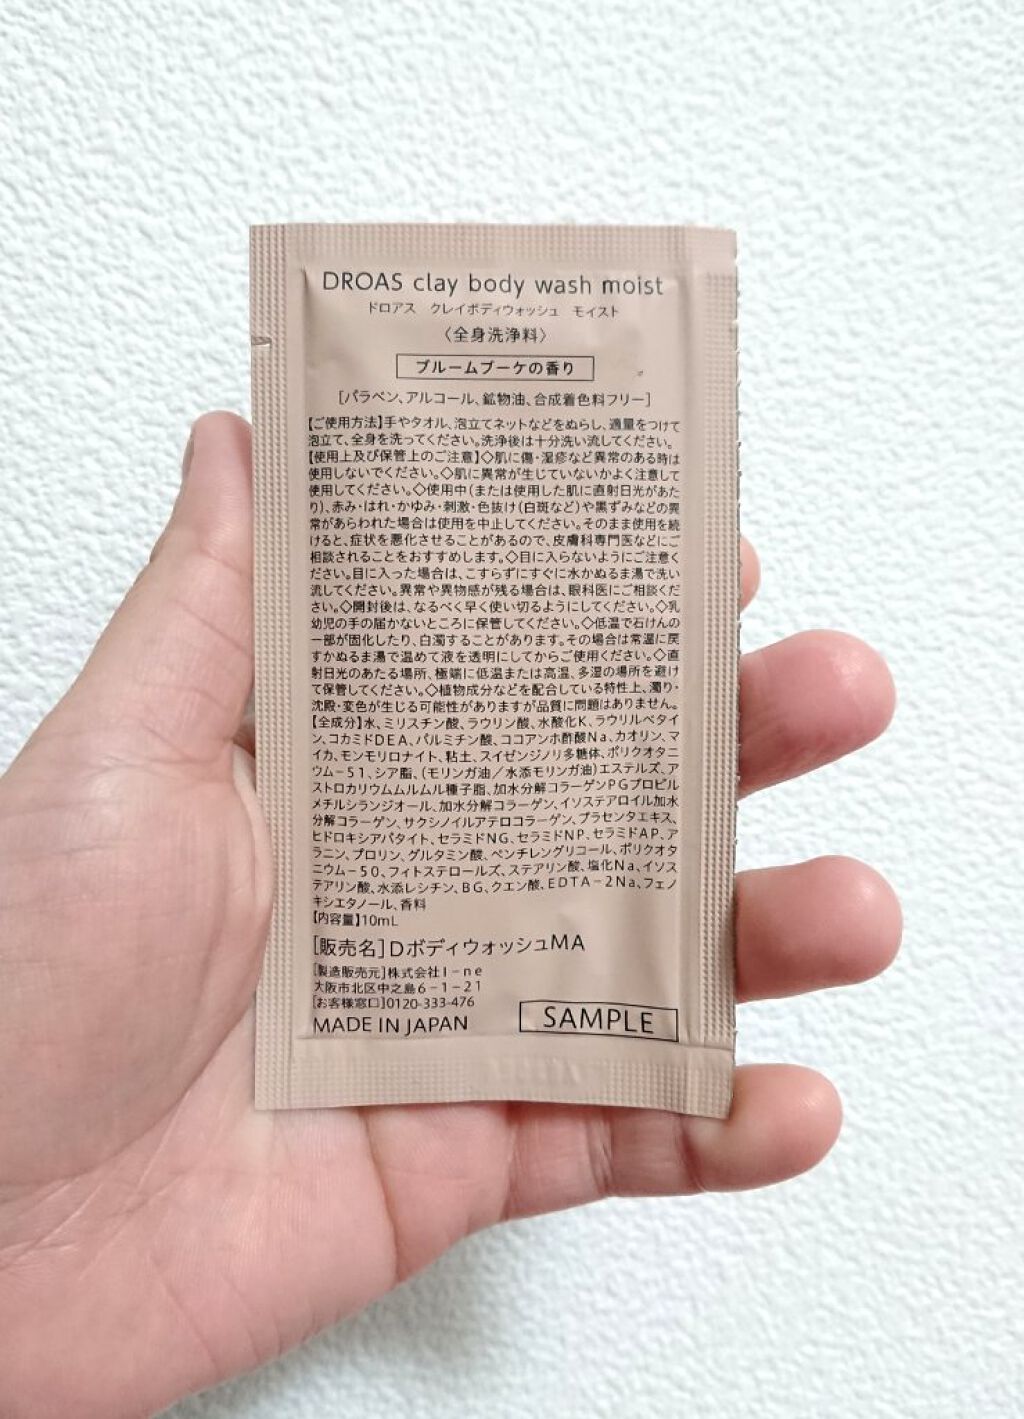 DROAS clay body wash moist
ドロアス クレイボディウォッシュ モイスト
〈全身洗浄料〉
ブルームブーケの香り
[パラベン、アルコール、鉱物油、合成着色料フリー]
【ご使用方法】手やタオル、泡立てネットなどをぬらし、適量をつけて
泡立て、全身を洗ってください。洗浄後は十分洗い流してください。
【使用上及び保管上のご注意】◇肌に傷・湿疹など異常のある時は
使用しないでください。◇肌に異常が生じていないかよく注意して
使用してください。◇使用中(または使用した肌に直射日光があた
り)、赤み・はれ・かゆみ・刺激・色抜け(白斑など)や黒ずみなどの異
常があらわれた場合は使用を中止してください。そのまま使用を続
けると、症状を悪化させることがあるので、皮膚科専門医などにご
相談されることをおすすめします。◇目に入らないようにご注意く
ださい。目に入った場合は、こすらずにすぐに水かぬるま湯で洗い
流してください。異常や異物感が残る場合は、眼科医にご相談くだ
さい。◇開封後は、なるべく早く使い切るようにしてください。◇乳
幼児の手の届かないところに保管してください。◇低温で石けんの
一部が固化したり、白濁することがあります。その場合は常温に戻
すかぬるま湯で温めて液を透明にしてからご使用ください。◇直
射日光のあたる場所、極端に低温または高温、多湿の場所を避け
て保管してください。◇植物成分などを配合している特性上、濁り・
沈殿・変色が生じる可能性がありますが品質に問題はありません。
【全成分】水、ミリスチン酸、ラウリン酸、水酸化K、ラウリルベタイ
ン、コカミドDEA、パルミチン酸、ココアンホ酢酸Na、カオリン、マ
イカ、モンモリロナイト、粘土、スイゼンジノリ多糖体、ポリクオタニ
ウム-51、シア脂、(モリンガ油/水添モリンガ油)エステルズ、ア
ストロカリウムムルムル種子脂、加水分解コラーゲンPGプロピル
メチルシランジオール、加水分解コラーゲン、イソステアロイル加水
分解コラーゲン、サクシノイルアテロコラーゲン、プラセンタエキス、
ヒドロキシアパタイト、セラミドNG、セラミドNP、セラミドAP、ア
ラニン、プロリン、グルタミン酸、ペンチレングリコール、ポリクオタ
ニウム-50、フィトステロールズ、ステアリン酸、塩化Na、イソス
テアリン酸、水添レシチン、BG、クエン酸、EDTA-2Na、フェノ
キシエタノール、香料
【内容量】10mL
[販売名]DボディウォッシュMA
[製造販売元]株式会社I-ne
大阪市北区中之島6-1-21
[お客様窓口]0120-333-476
MADE IN JAPAN
SAMPLE